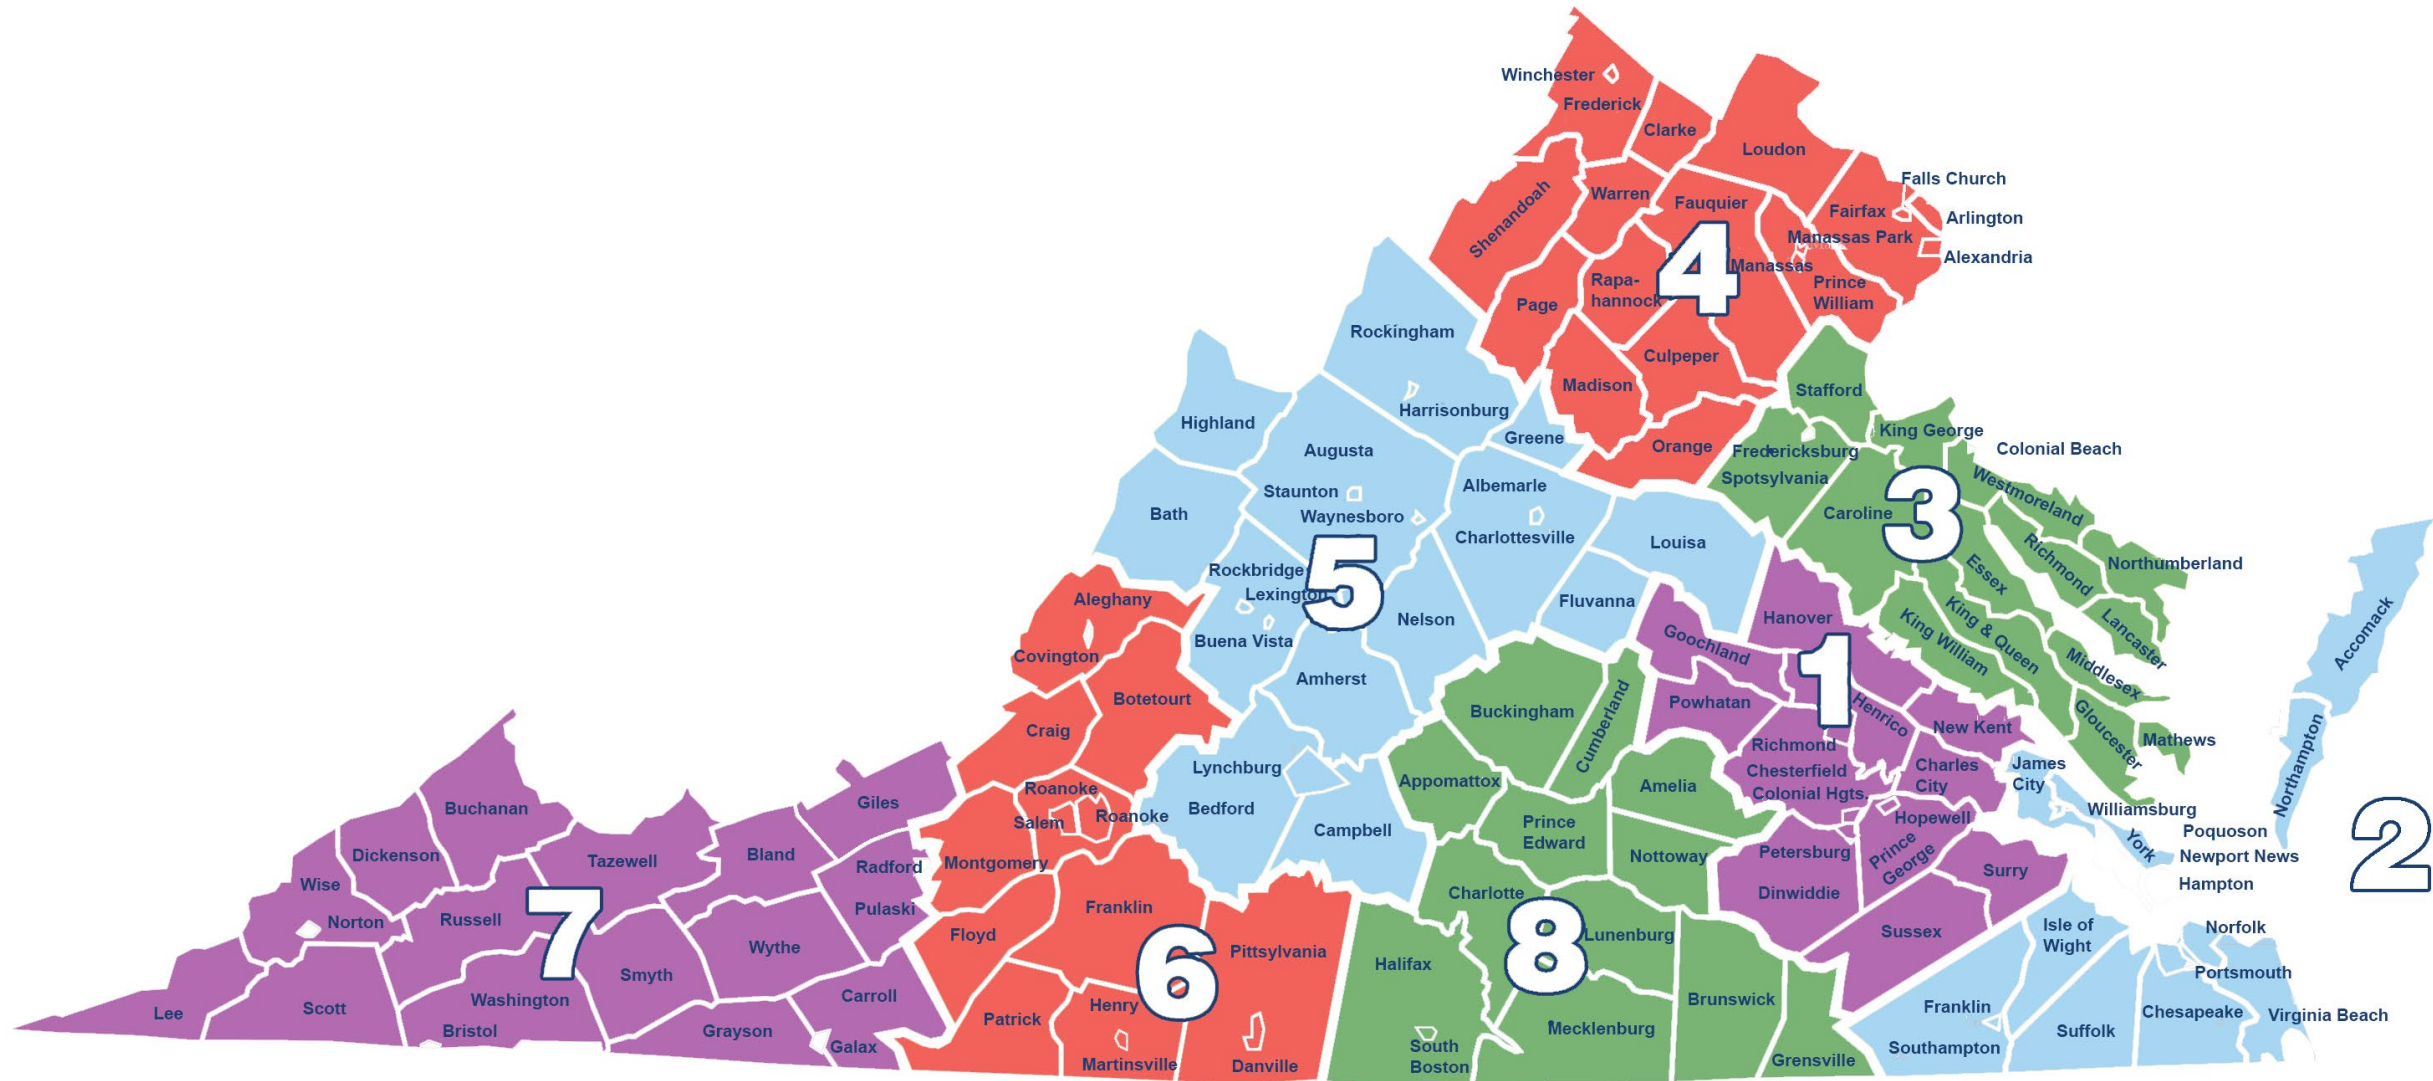 Winchester
Frederick
Clarke
Loudon
Falls Church
Shenandoah
Warren
Fauquier
Fairfax
Arlington
Manassas Park
4
Manassas
Alexandria
Page
Rapa-
hannock
Prince
William
Rockingham
Culpeper
Madison
Stafford
Highland
Harrisonburg
Greene
Orange
King George
Colonial Beach
Augusta
Fredericksburg
Spotsylvania
Staunton
Albemarle
Westmoreland
Bath
Waynesboro
Caroline
3
Charlottesville
Louisa
Richmond
Northumberland
5
Rockbridge
Lexington
Essex
Aleghany
Fluvanna
Nelson
Hanover
King & Queen
King William
Lancaster
Accomack
Buena Vista
Covington
Goochland
Middlesex
Amherst
1
Botetourt
Buckingham
Cumberland
Powhatan
Henrico
New Kent
Gloucester
Mathews
Craig
Richmond
Northampton
Lynchburg
Chesterfield
Colonial Hgts.
Charles
City
James
City
Appomattox
Amelia
Roanoke
Giles
Buchanan
Bedford
Salem
Roanoke
Hopewell
Williamsburg
Campbell
Prince
Edward
Poquoson
2
Dickenson
Tazewell
Bland
Radford
Montgomery
Nottoway
Petersburg
Prince
George
Surry
York
Newport News
Wise
Hampton
Charlotte
Dinwiddie
Norton
Russell
7
Pulaski
Franklin
Floyd
Wythe
6
Pittsylvania
8
Lunenburg
Sussex
Isle of
Wight
Norfolk
Halifax
Smyth
Portsmouth
Washington
Carroll
Henry
Brunswick
Franklin
Chesapeake
Virginia Beach
Lee
Scott
Patrick
Mecklenburg
Suffolk
Bristol
Grayson
Galax
Martinsville
Danville
South
Boston
Grensville
Southampton